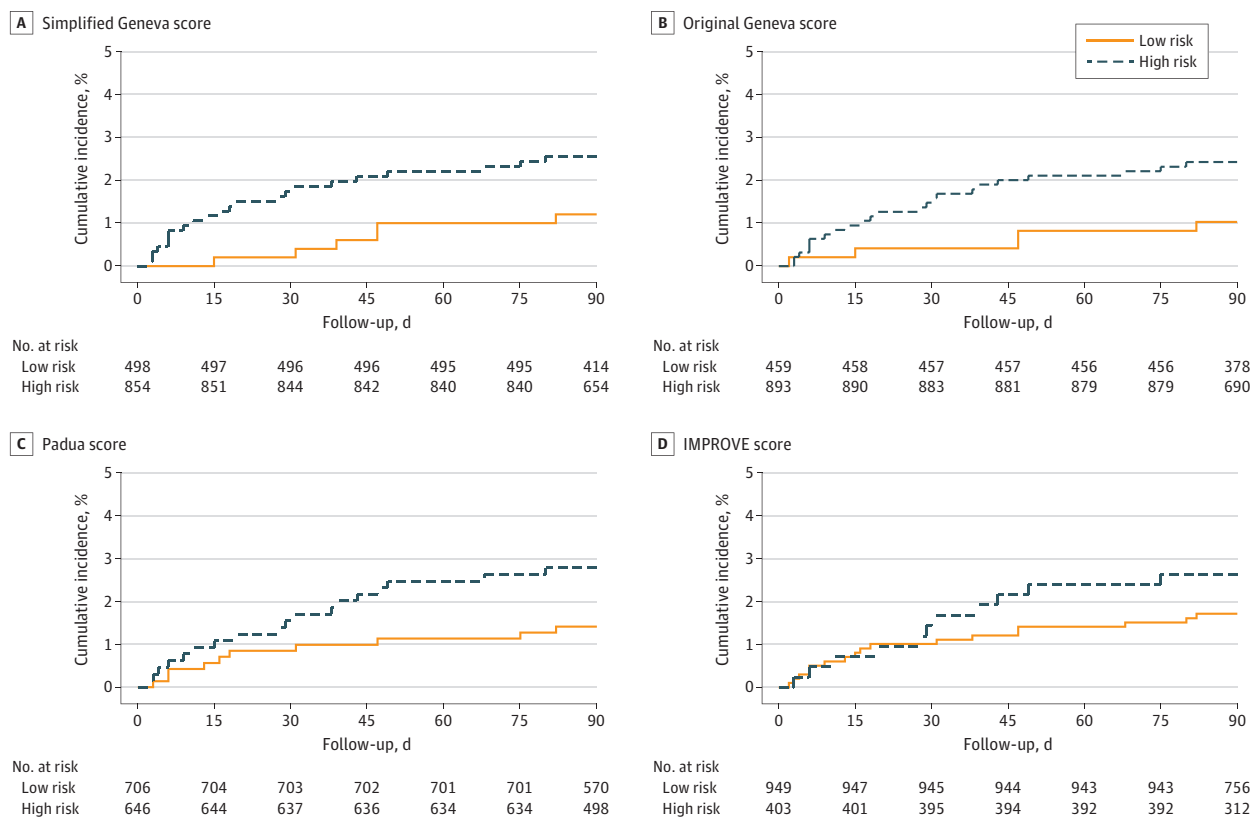 A Simplified Geneva score
Cumulative incidence, %
5
4
3
2
1
0
0 15 30 45 60 75 90
Follow-up, d
No. at risk
Low risk 498 497 496 496 495 495 414
High risk 854 851 844 842 840 840 654
B Original Geneva score
Low risk
High risk
Cumulative incidence, %
5
4
3
2
1
0
0 15 30 45 60 75 90
Follow-up, d
No. at risk
Low risk 459 458 457 457 456 456 378
High risk 893 890 883 881 879 879 690
C Padua score
Cumulative incidence, %
5
4
3
2
1
0
0 15 30 45 60 75 90
Follow-up, d
No. at risk
Low risk 706 704 703 702 701 701 570
High risk 646 644 637 636 634 634 498
D IMPROVE score
Cumulative incidence, %
5
4
3
2
1
0
0 15 30 45 60 75 90
Follow-up, d
No. at risk
Low risk 949 947 945 944 943 943 756
High risk 403 401 395 394 392 392 312